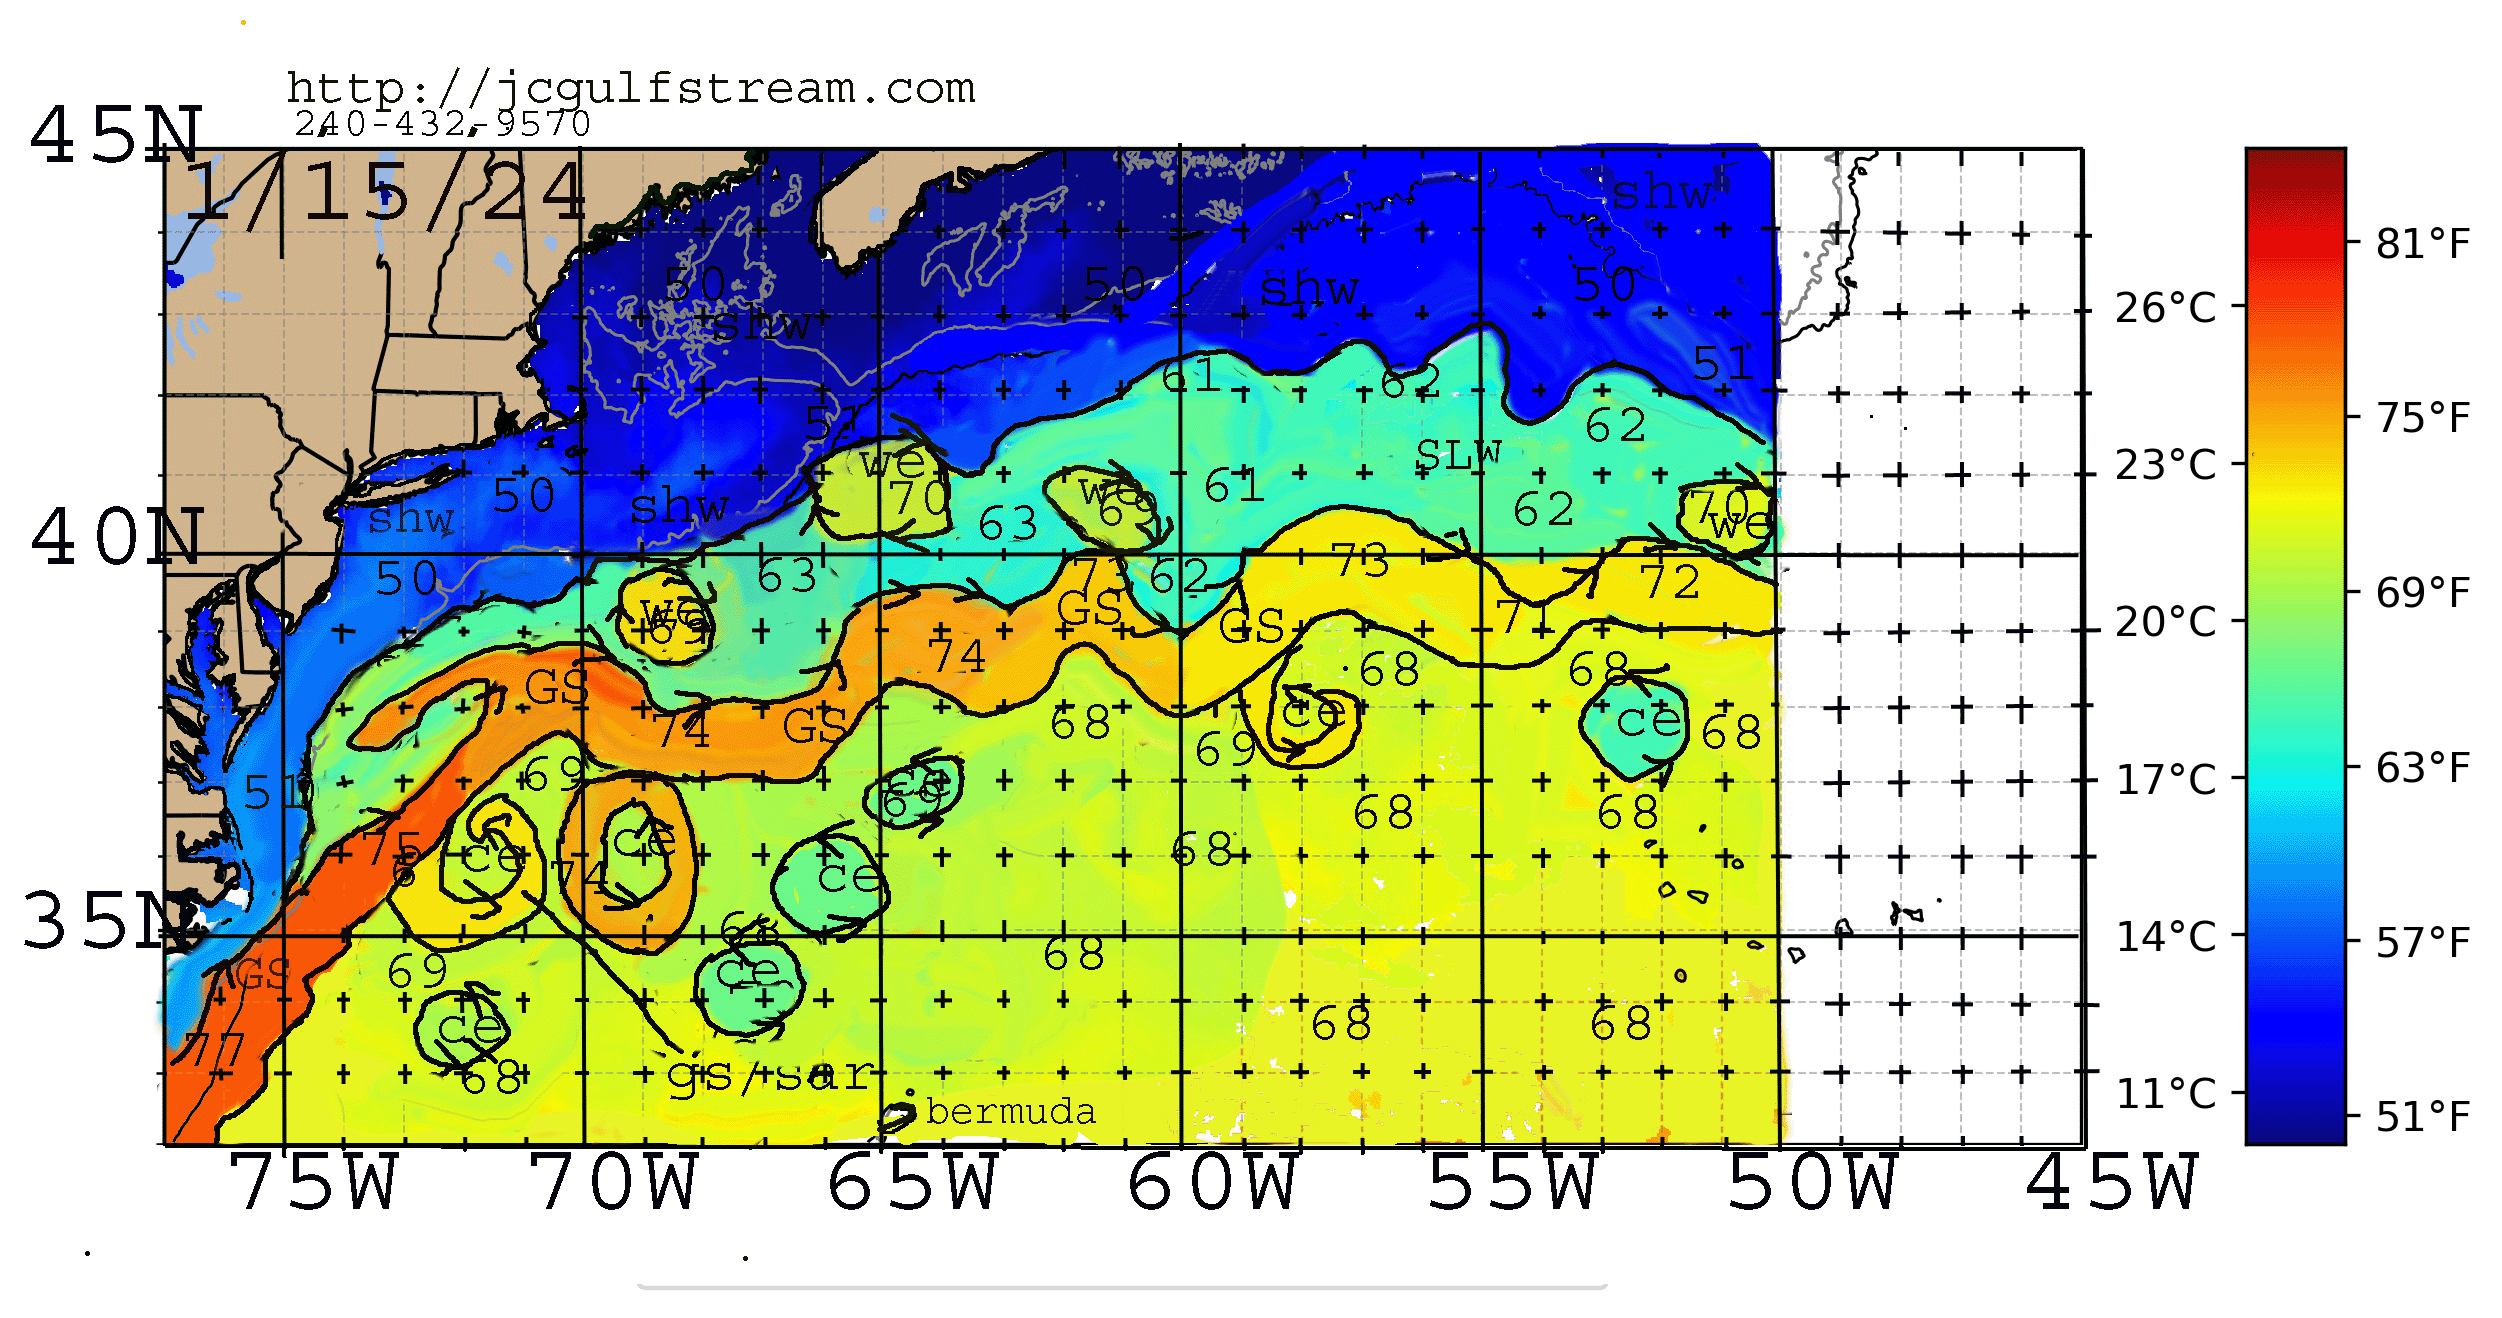 http://jcgulfstream.com
240-432-9570
45N
1/15/24
shw
50
50
50
shw
shw
81°F
26°C
51
61
62
75°F
51
62
SLW
we
70
we
61
23°C
50
shw
shw
63
62
70
we
40N
50
63
73
62
73
72
69°F
we
69
GS
GS
71
20°C
74
68
68
GS
74
GS
68
ce
ce
68
69
69
63°F
17°C
51
ce
68
68
75
6
ce
ce
68
74
ce
35N
68
14°C
57°F
GS
69
ce
68
ce
68
68
77
68
gs/sar
11°C
51°F
bermuda
75W 70W 65W 60W 55W 50W 45W